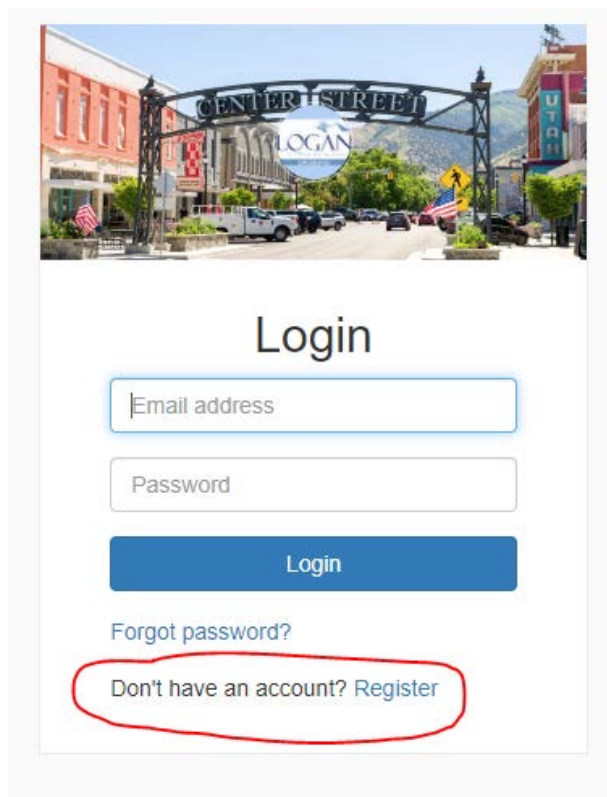 CENTER STREET
UTAH
LOGAN
Login
Email address
Password
Login
Forgot password?
Don't have an account? Register